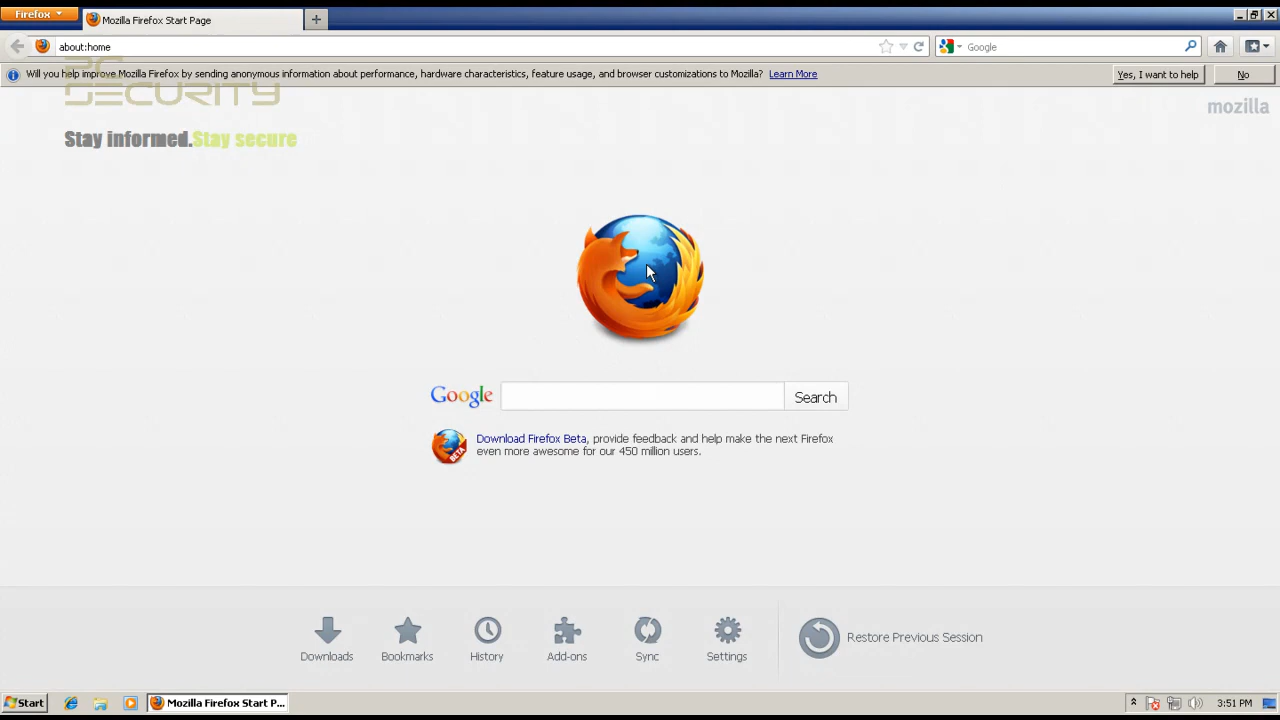 Firefox
Mozilla Firefox Start Page
about:home
Google
Will you help improve Mozilla Firefox by sending anonymous information about performance, hardware characteristics, feature usage, and browser customizations to Mozilla? Learn More
Yes, I want to help
No
PC
SECURITY
mozilla
Stay informed.Stay secure
Google
Search
BETA
Download Firefox Beta, provide feedback and help make the next Firefox
even more awesome for our 450 million users.
Downloads
Bookmarks
History
Add-ons
Sync
Settings
Restore Previous Session
Start
Mozilla Firefox Start P...
3:51 PM